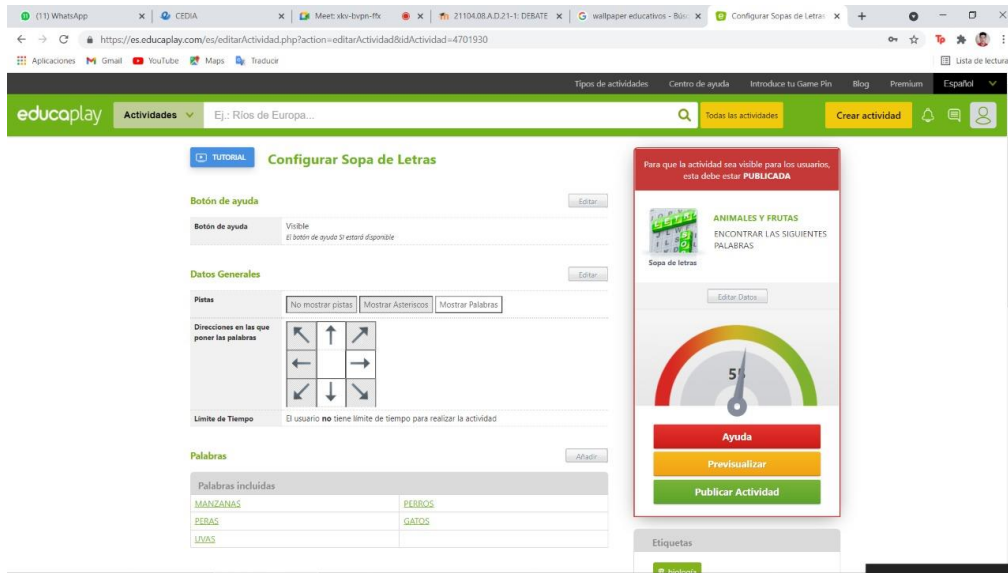 (11) WhatsApp
CEDIA
Meet: xkv-bvpn-ffx
21104.08.A.D.21-1: DEBATE
wallpaper educativos - Bús
Configurar Sopas de Letras
https://es.educaplay.com/es/editarActividad.php?action=editarActividad&idActividad=4701930
Aplicaciones
Gmail
YouTube
Maps
Traducir
Lista de lectura
Tipos de actividades
Centro de ayuda
Introduce tu Game Pin
Blog
Premium
Español
educaplay
Actividades
Ej.: Ríos de Europa...
Todas las actividades
Crear actividad
TUTORIAL
Configurar Sopa de Letras
Botón de ayuda
Editar
Botón de ayuda
Visible
El botón de ayuda SI estará disponible
Datos Generales
Editar
Pistas
No mostrar pistas
Mostrar Asteriscos
Mostrar Palabras
Direcciones en las que
poner las palabras
Límite de Tiempo
El usuario no tiene límite de tiempo para realizar la actividad
Palabras
Añadir
Palabras incluidas
MANZANAS
PERROS
PERAS
GATOS
UVAS
Para que la actividad sea visible para los usuarios,
esta debe estar PUBLICADA
ANIMALES Y FRUTAS
ENCONTRAR LAS SIGUIENTES
PALABRAS
Sopa de letras
Editar Datos
55
Ayuda
Previsualizar
Publicar Actividad
Etiquetas
biología